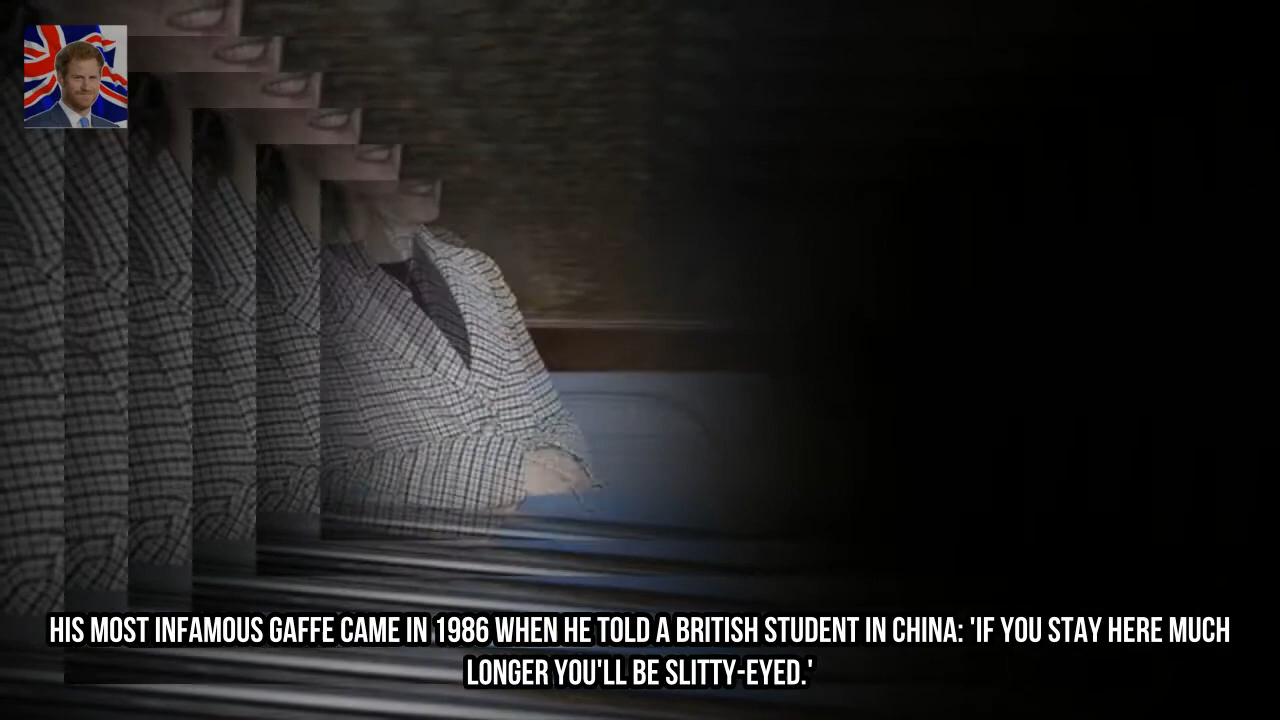 HIS MOST INFAMOUS GAFFE CAME IN 1986 WHEN HE TOLD A BRITISH STUDENT IN CHINA: 'IF YOU STAY HERE MUCH
LONGER YOU'LL BE SLITTY-EYED.'